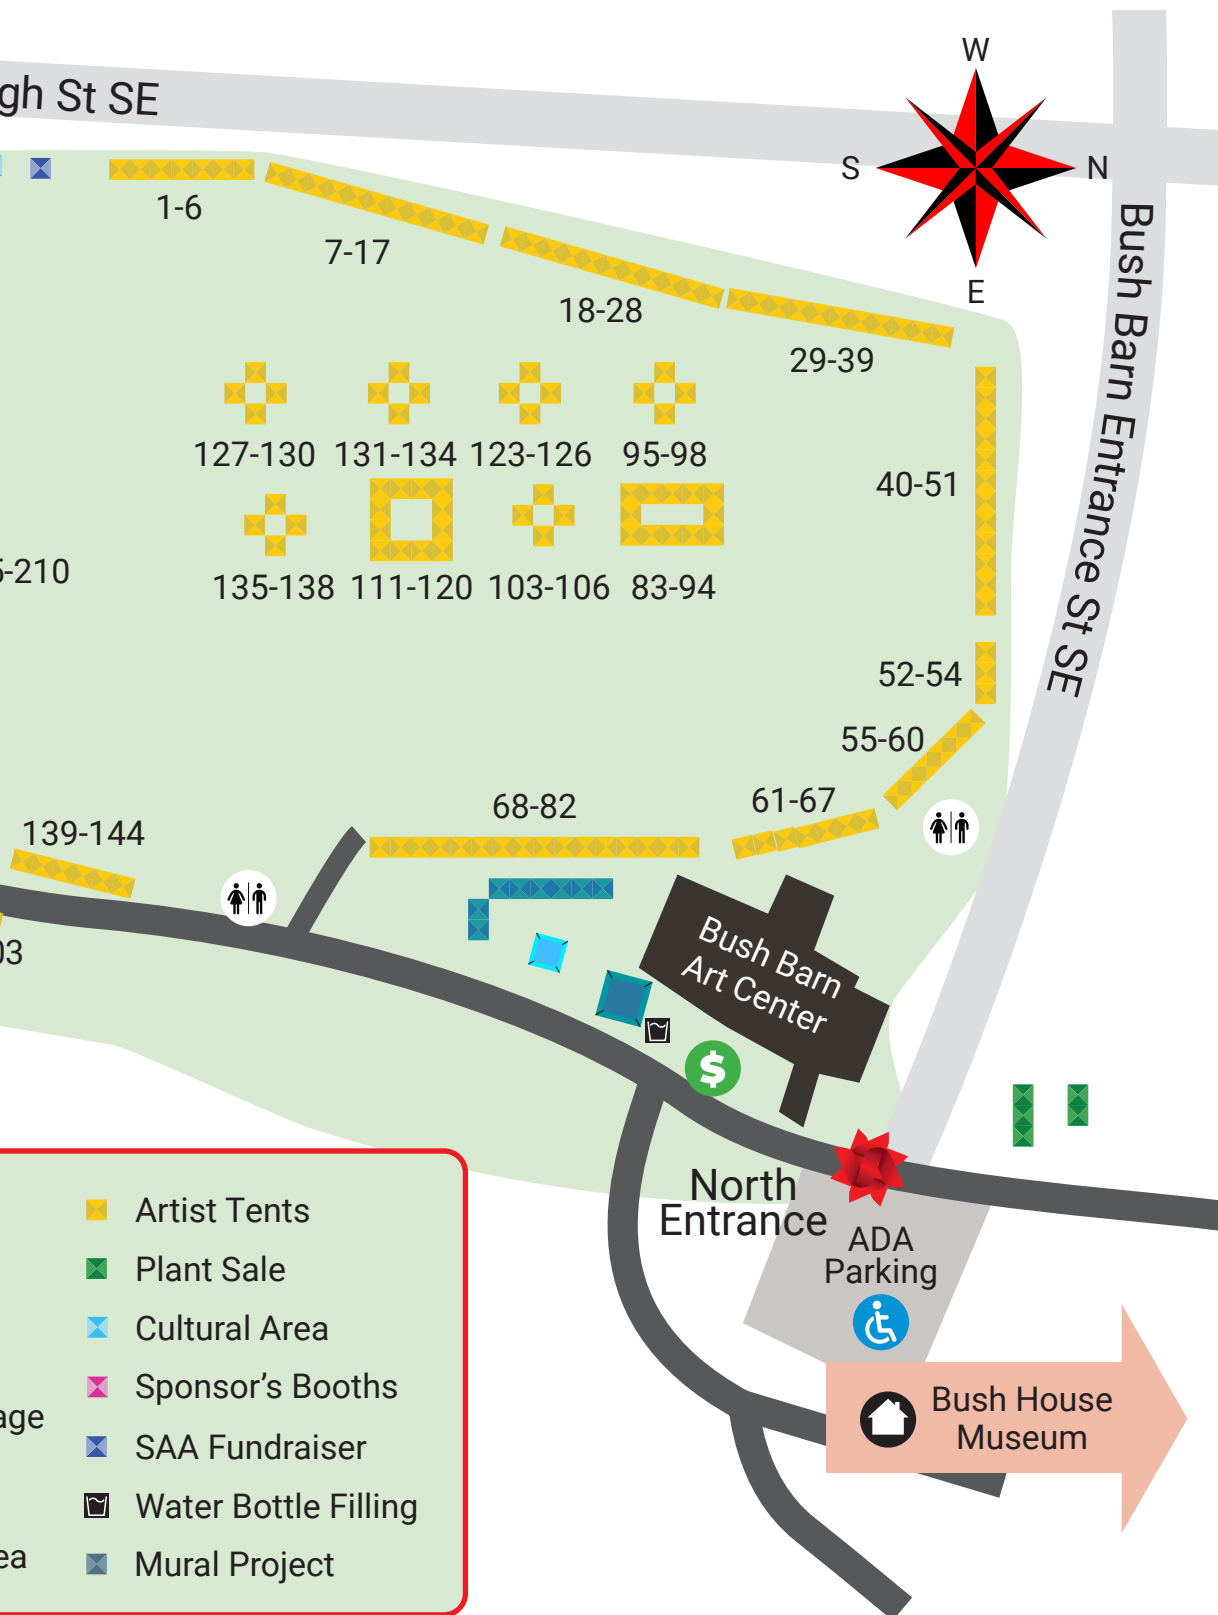 gh St SE
W
S
N
E
Bush Barn Entrance St SE
1-6
7-17
18-28
29-39
127-130
131-134
123-126
95-98
40-51
135-138
111-120
103-106
83-94
5-210
52-54
55-60
61-67
68-82
139-144
03
Bush Barn
Art Center
$
North
Entrance
ADA
Parking
Bush House
Museum
Artist Tents
Plant Sale
Cultural Area
Sponsor's Booths
age
SAA Fundraiser
Water Bottle Filling
ea
Mural Project